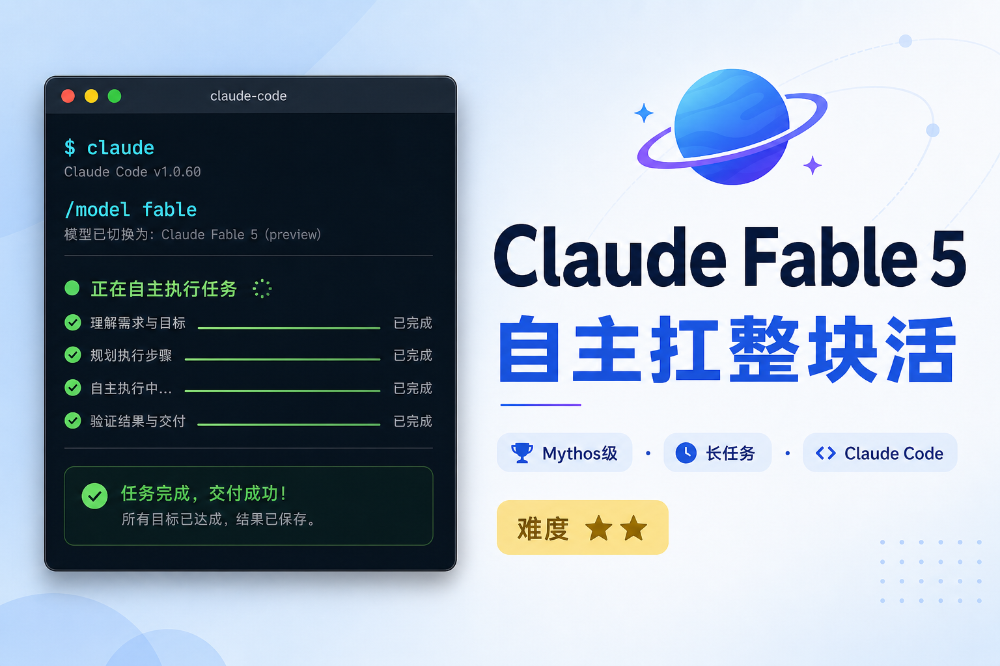 claude-code
$ claude
Claude Code v1.0.60
/model fable
模型已切换为：Claude Fable 5 (preview)
正在自主执行任务
理解需求与目标 已完成
规划执行步骤 已完成
自主执行中... 已完成
验证结果与交付 已完成
任务完成，交付成功！
所有目标已达成，结果已保存。
Claude Fable 5
自主扛整块活
Mythos级 • 长任务 • Claude Code
难度 ★★